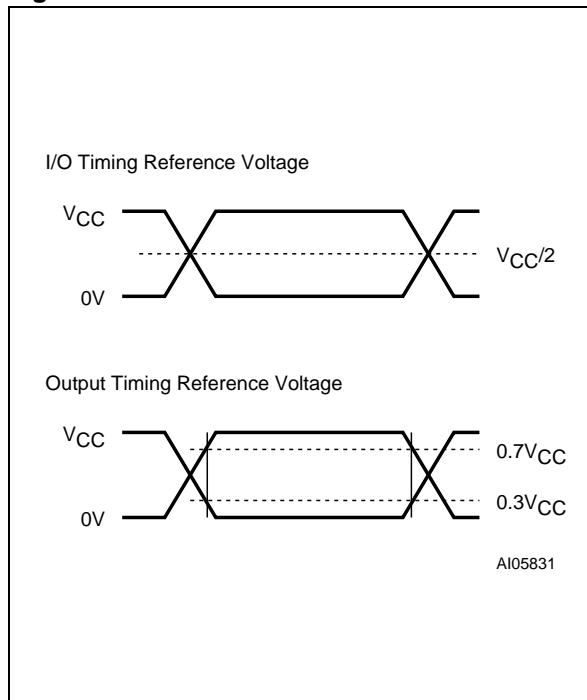 I/O Timing Reference Voltage
VCC
VCC/2
0V
Output Timing Reference Voltage
VCC
0.7VCC
0.3VCC
0V
AI05831